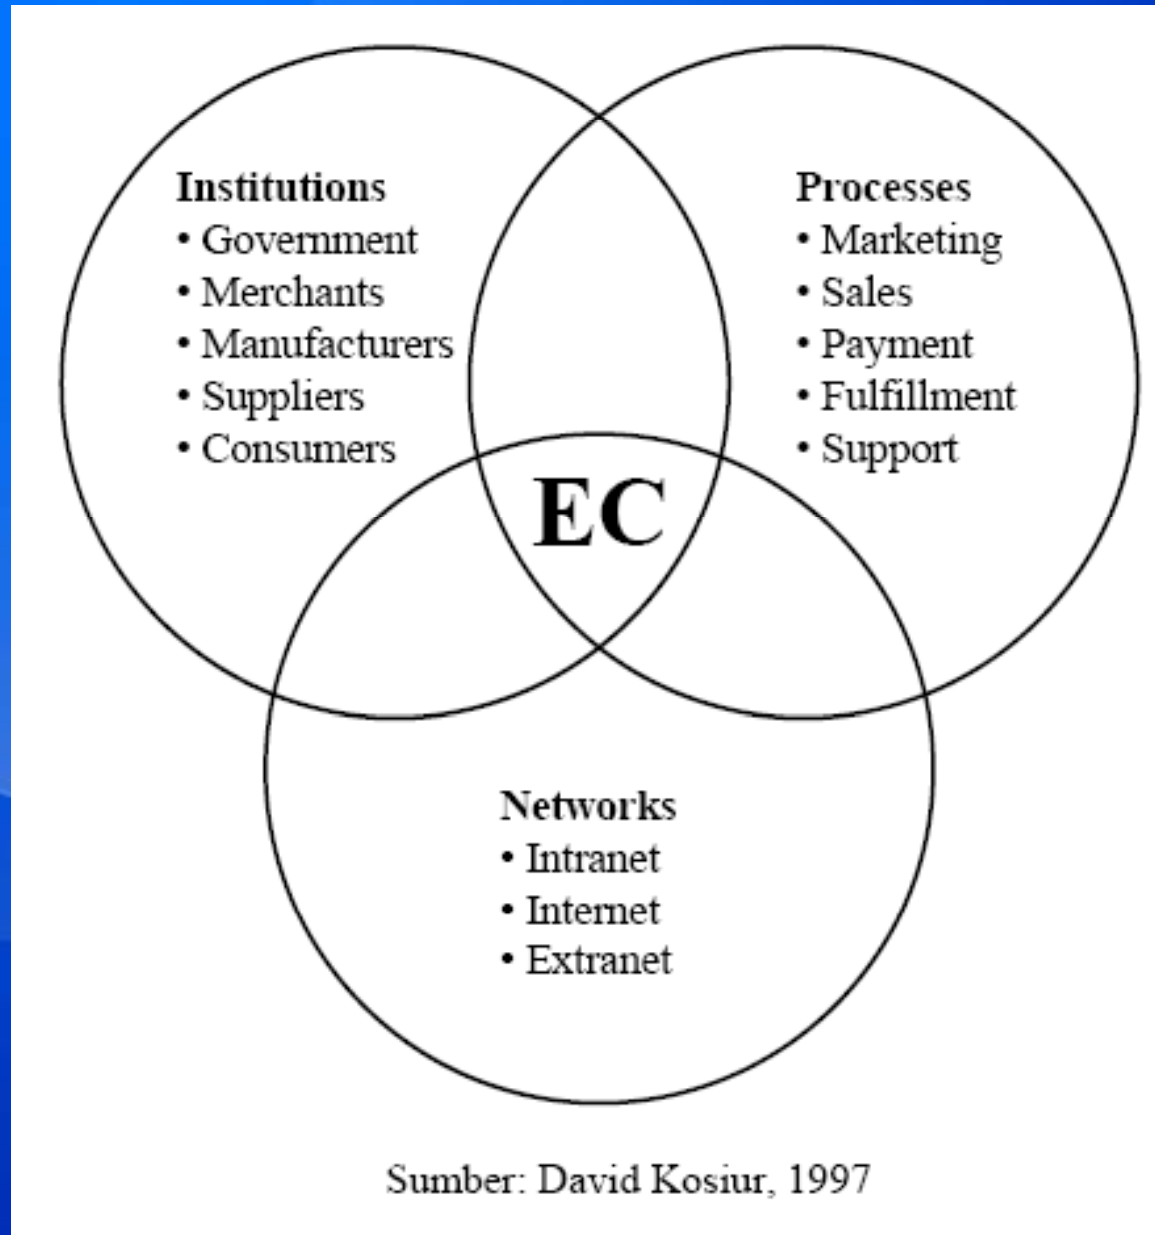 Institutions
• Government
• Merchants
• Manufacturers
• Suppliers
• Consumers
Processes
• Marketing
• Sales
• Payment
• Fulfillment
• Support
EC
Networks
• Intranet
• Internet
• Extranet
Sumber: David Kosiur, 1997